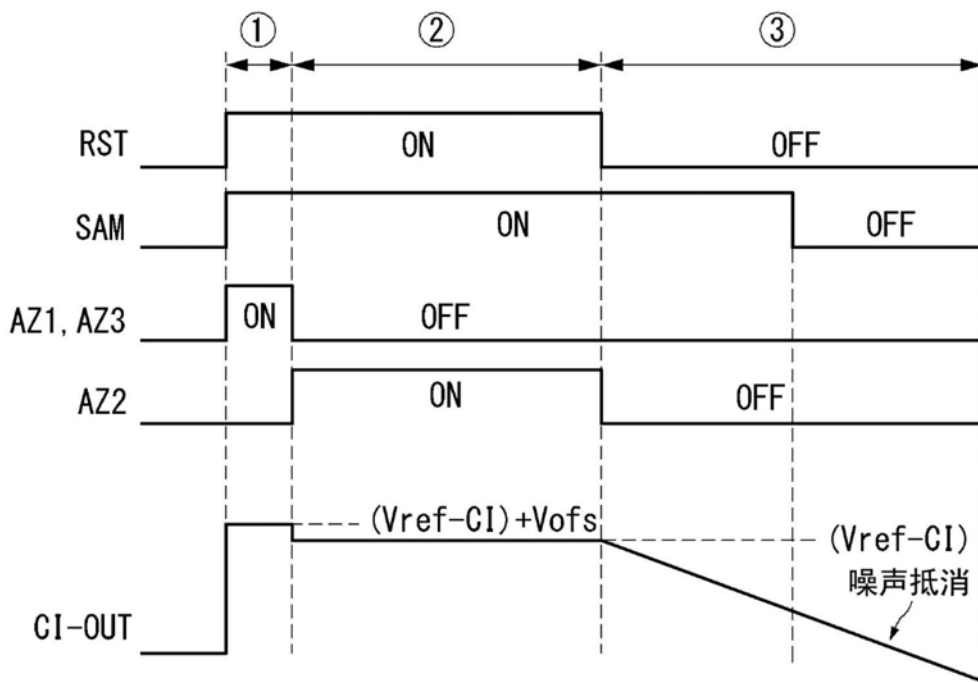 ① ② ③
RST ON OFF
SAM ON OFF
AZ1, AZ3 ON OFF
AZ2 ON OFF
(Vref-CI)+Vofs
(Vref-CI)
噪声抵消
CI-OUT